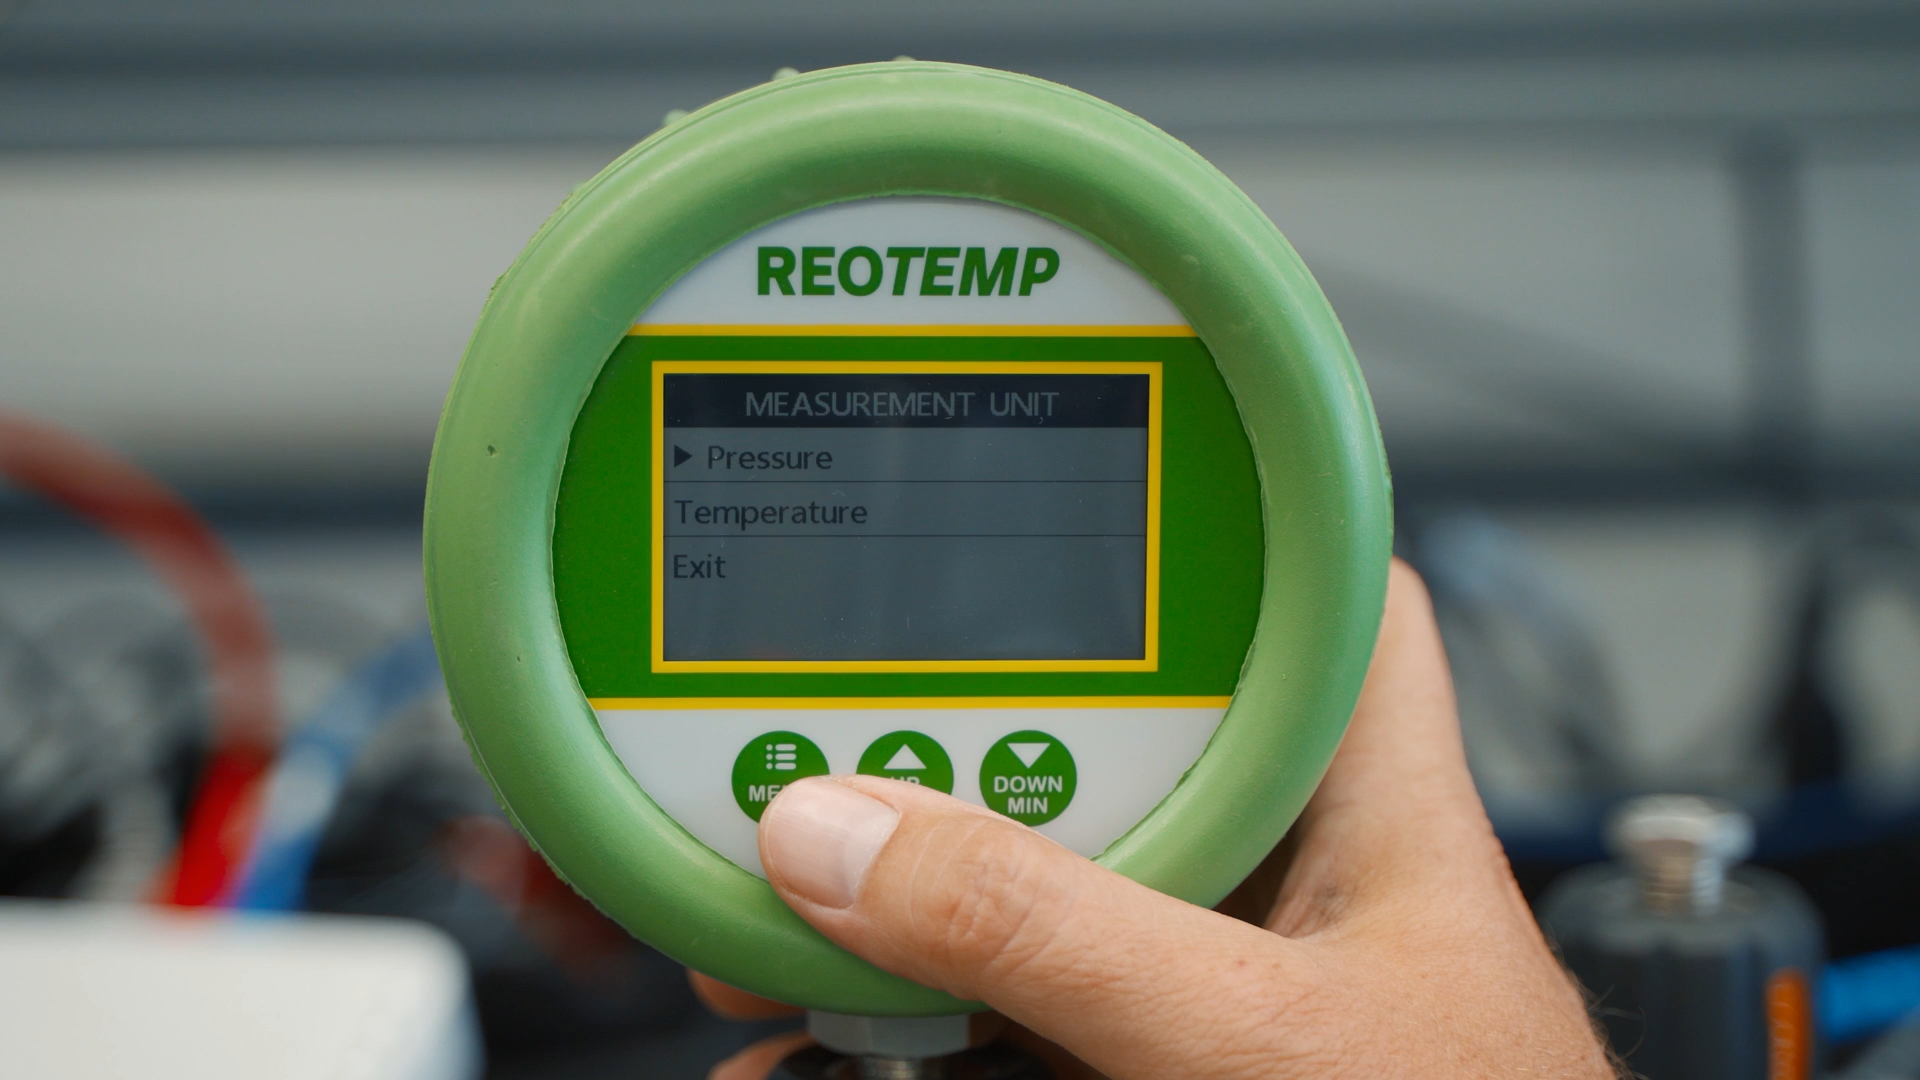 REOTEMP
MEASUREMENT UNIT
Pressure
Temperature
Exit
DOWN
MIN